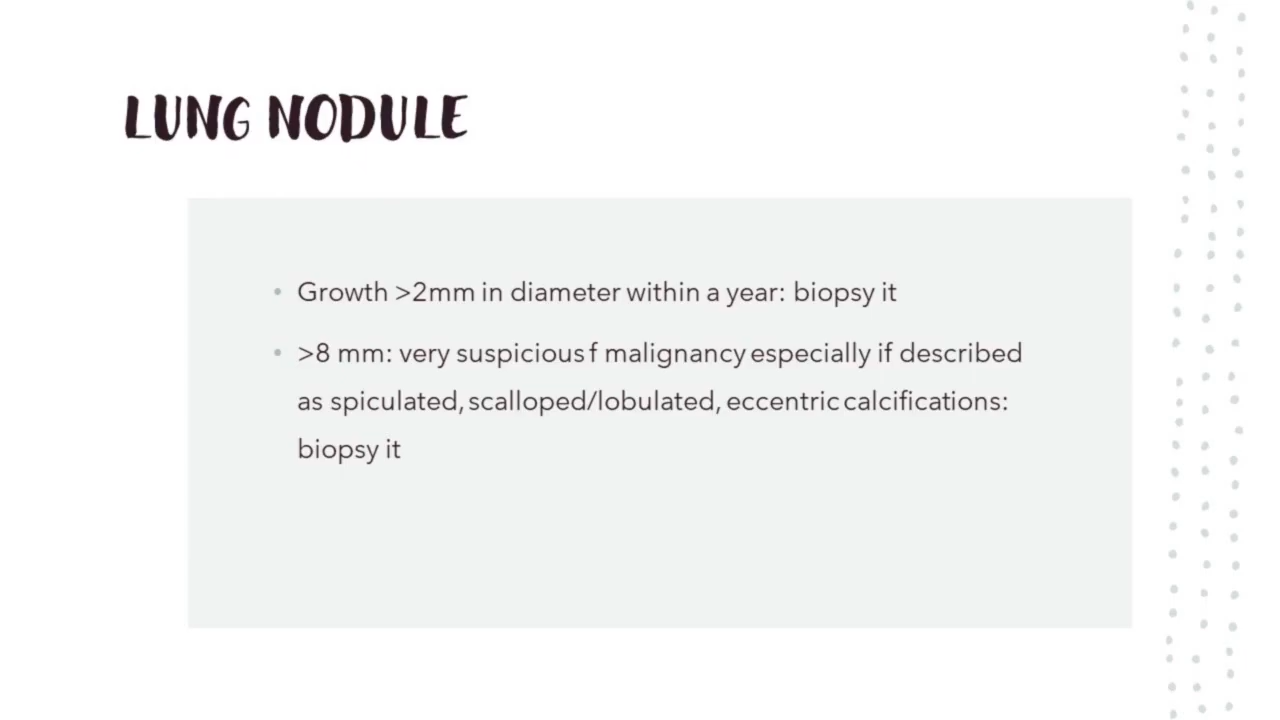 LUNG NODULE
• Growth >2mm in diameter within a year: biopsy it
• >8 mm: very suspicious f malignancy especially if described
as spiculated, scalloped/lobulated, eccentric calcifications:
biopsy it